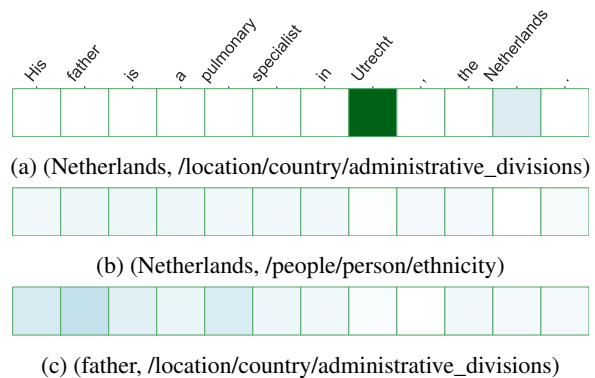 His father is a pulmonary specialist in Utrecht , the Netherlands .
(a) (Netherlands, /location/country/administrative_divisions)
(b) (Netherlands, /people/person/ethnicity)
(c) (father, /location/country/administrative_divisions)